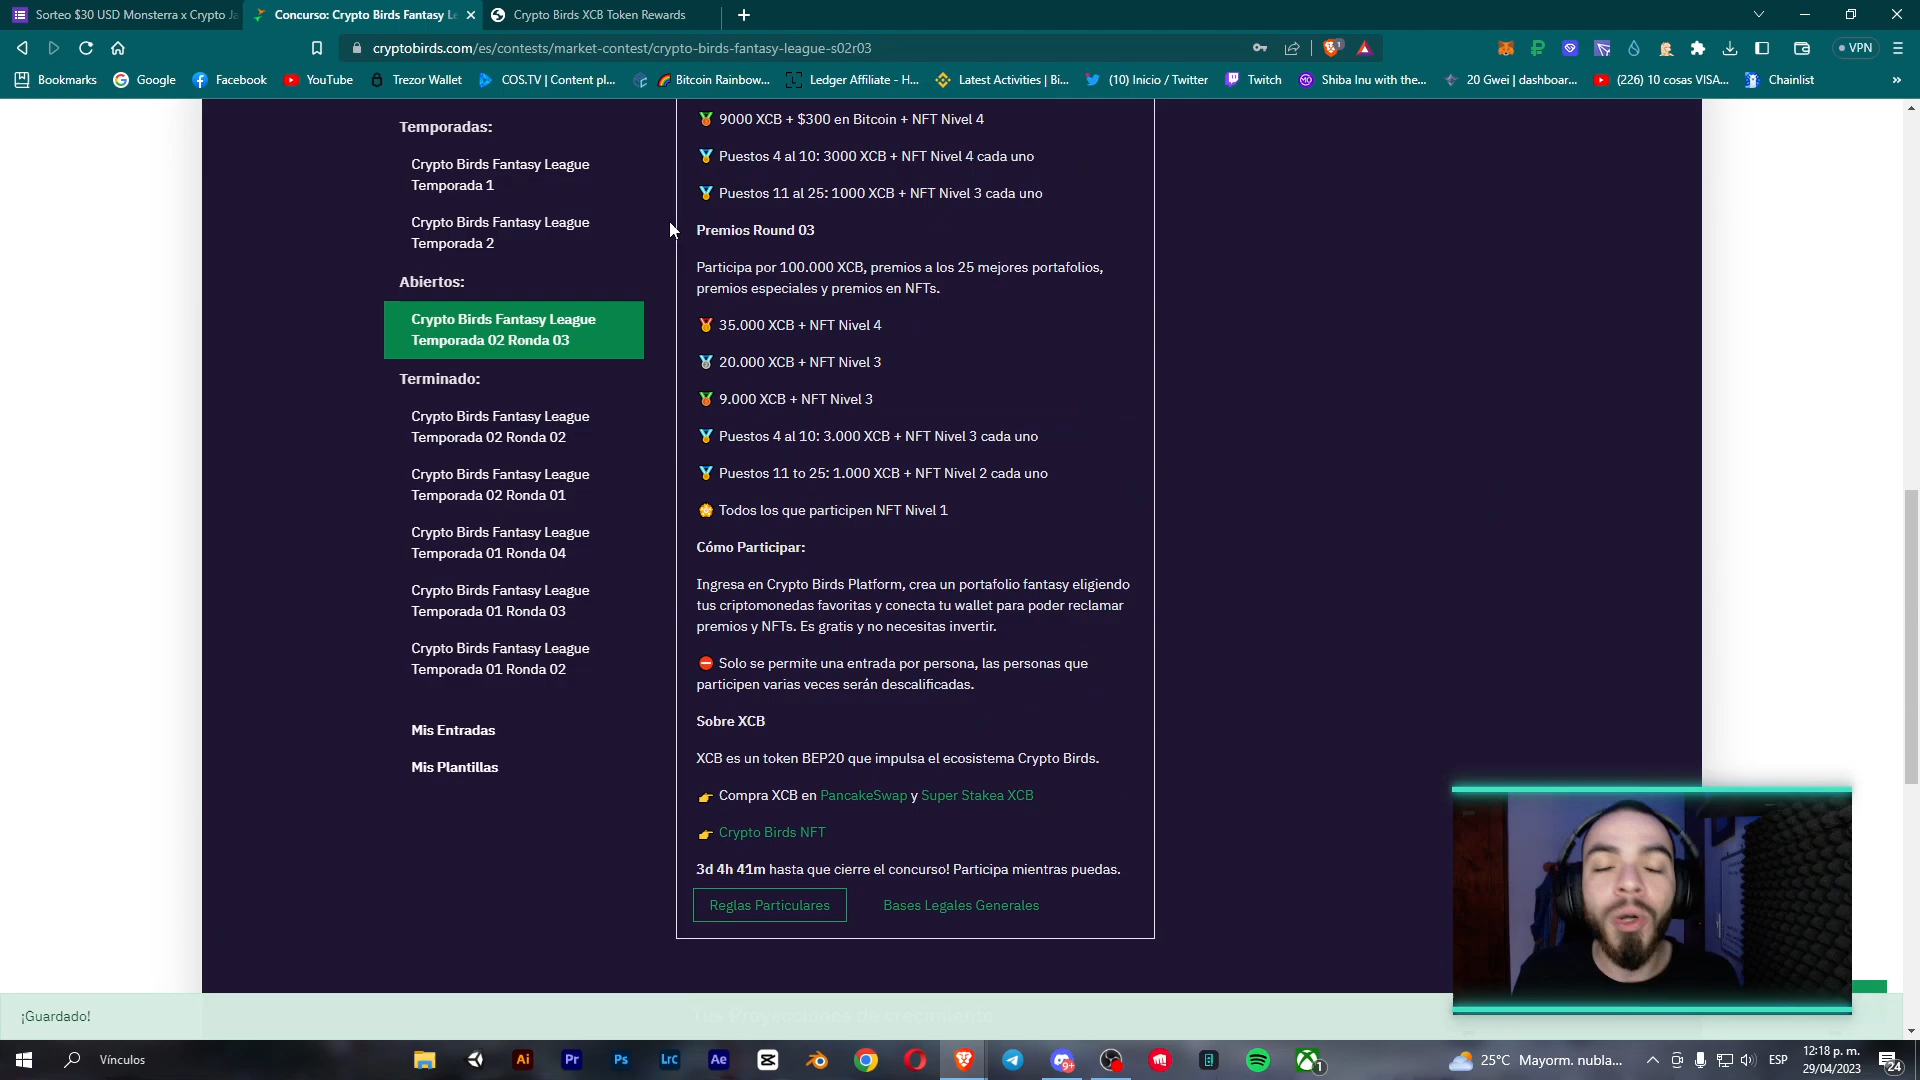 Sorteo $30 USD Monsterra x Crypto Ja
Concurso: Crypto Birds Fantasy Le
Crypto Birds XCB Token Rewards
cryptobirds.com/es/contests/market-contest/crypto-birds-fantasy-league-s02r03
VPN
Bookmarks
Google
Facebook
YouTube
Trezor Wallet
COS.TV | Content pl...
Bitcoin Rainbow...
Ledger Affiliate - H...
Latest Activities | Bi...
(10) Inicio / Twitter
Twitch
Shiba Inu with the...
20 Gwei | dashboar...
(226) 10 cosas VISA...
Chainlist
Temporadas:
Crypto Birds Fantasy League
Temporada 1
Crypto Birds Fantasy League
Temporada 2
Abiertos:
Crypto Birds Fantasy League
Temporada 02 Ronda 03
Terminado:
Crypto Birds Fantasy League
Temporada 02 Ronda 02
Crypto Birds Fantasy League
Temporada 02 Ronda 01
Crypto Birds Fantasy League
Temporada 01 Ronda 04
Crypto Birds Fantasy League
Temporada 01 Ronda 03
Crypto Birds Fantasy League
Temporada 01 Ronda 02
Mis Entradas
Mis Plantillas
9000 XCB + $300 en Bitcoin + NFT Nivel 4
Puestos 4 al 10: 3000 XCB + NFT Nivel 4 cada uno
Puestos 11 al 25: 1000 XCB + NFT Nivel 3 cada uno
Premios Round 03
Participa por 100.000 XCB, premios a los 25 mejores portafolios,
premios especiales y premios en NFTs.
35.000 XCB + NFT Nivel 4
20.000 XCB + NFT Nivel 3
9.000 XCB + NFT Nivel 3
Puestos 4 al 10: 3.000 XCB + NFT Nivel 3 cada uno
Puestos 11 to 25: 1.000 XCB + NFT Nivel 2 cada uno
Todos los que participen NFT Nivel 1
Cómo Participar:
Ingresa en Crypto Birds Platform, crea un portafolio fantasy eligiendo
tus criptomonedas favoritas y conecta tu wallet para poder reclamar
premios y NFTs. Es gratis y no necesitas invertir.
Solo se permite una entrada por persona, las personas que
participen varias veces serán descalificadas.
Sobre XCB
XCB es un token BEP20 que impulsa el ecosistema Crypto Birds.
Compra XCB en PancakeSwap y Super Stakea XCB
Crypto Birds NFT
3d 4h 41m hasta que cierre el concurso! Participa mientras puedas.
Reglas Particulares
Bases Legales Generales
¡Guardado!
Tus Proyecciones de crecimiento
Vínculos
25°C Mayorm. nubla...
ESP
12:18 p. m.
29/04/2023
24